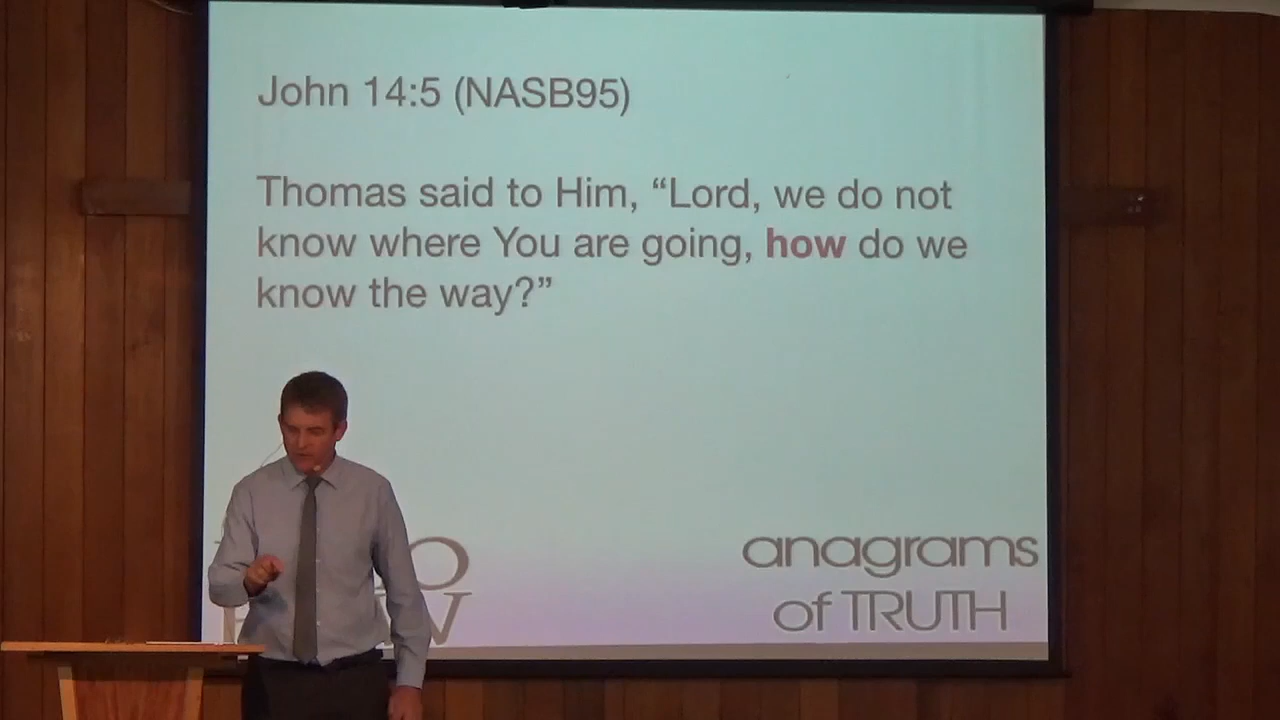 John 14:5 (NASB95)
Thomas said to Him, “Lord, we do not
know where You are going, how do we
know the way?”
anagrams
of TRUTH